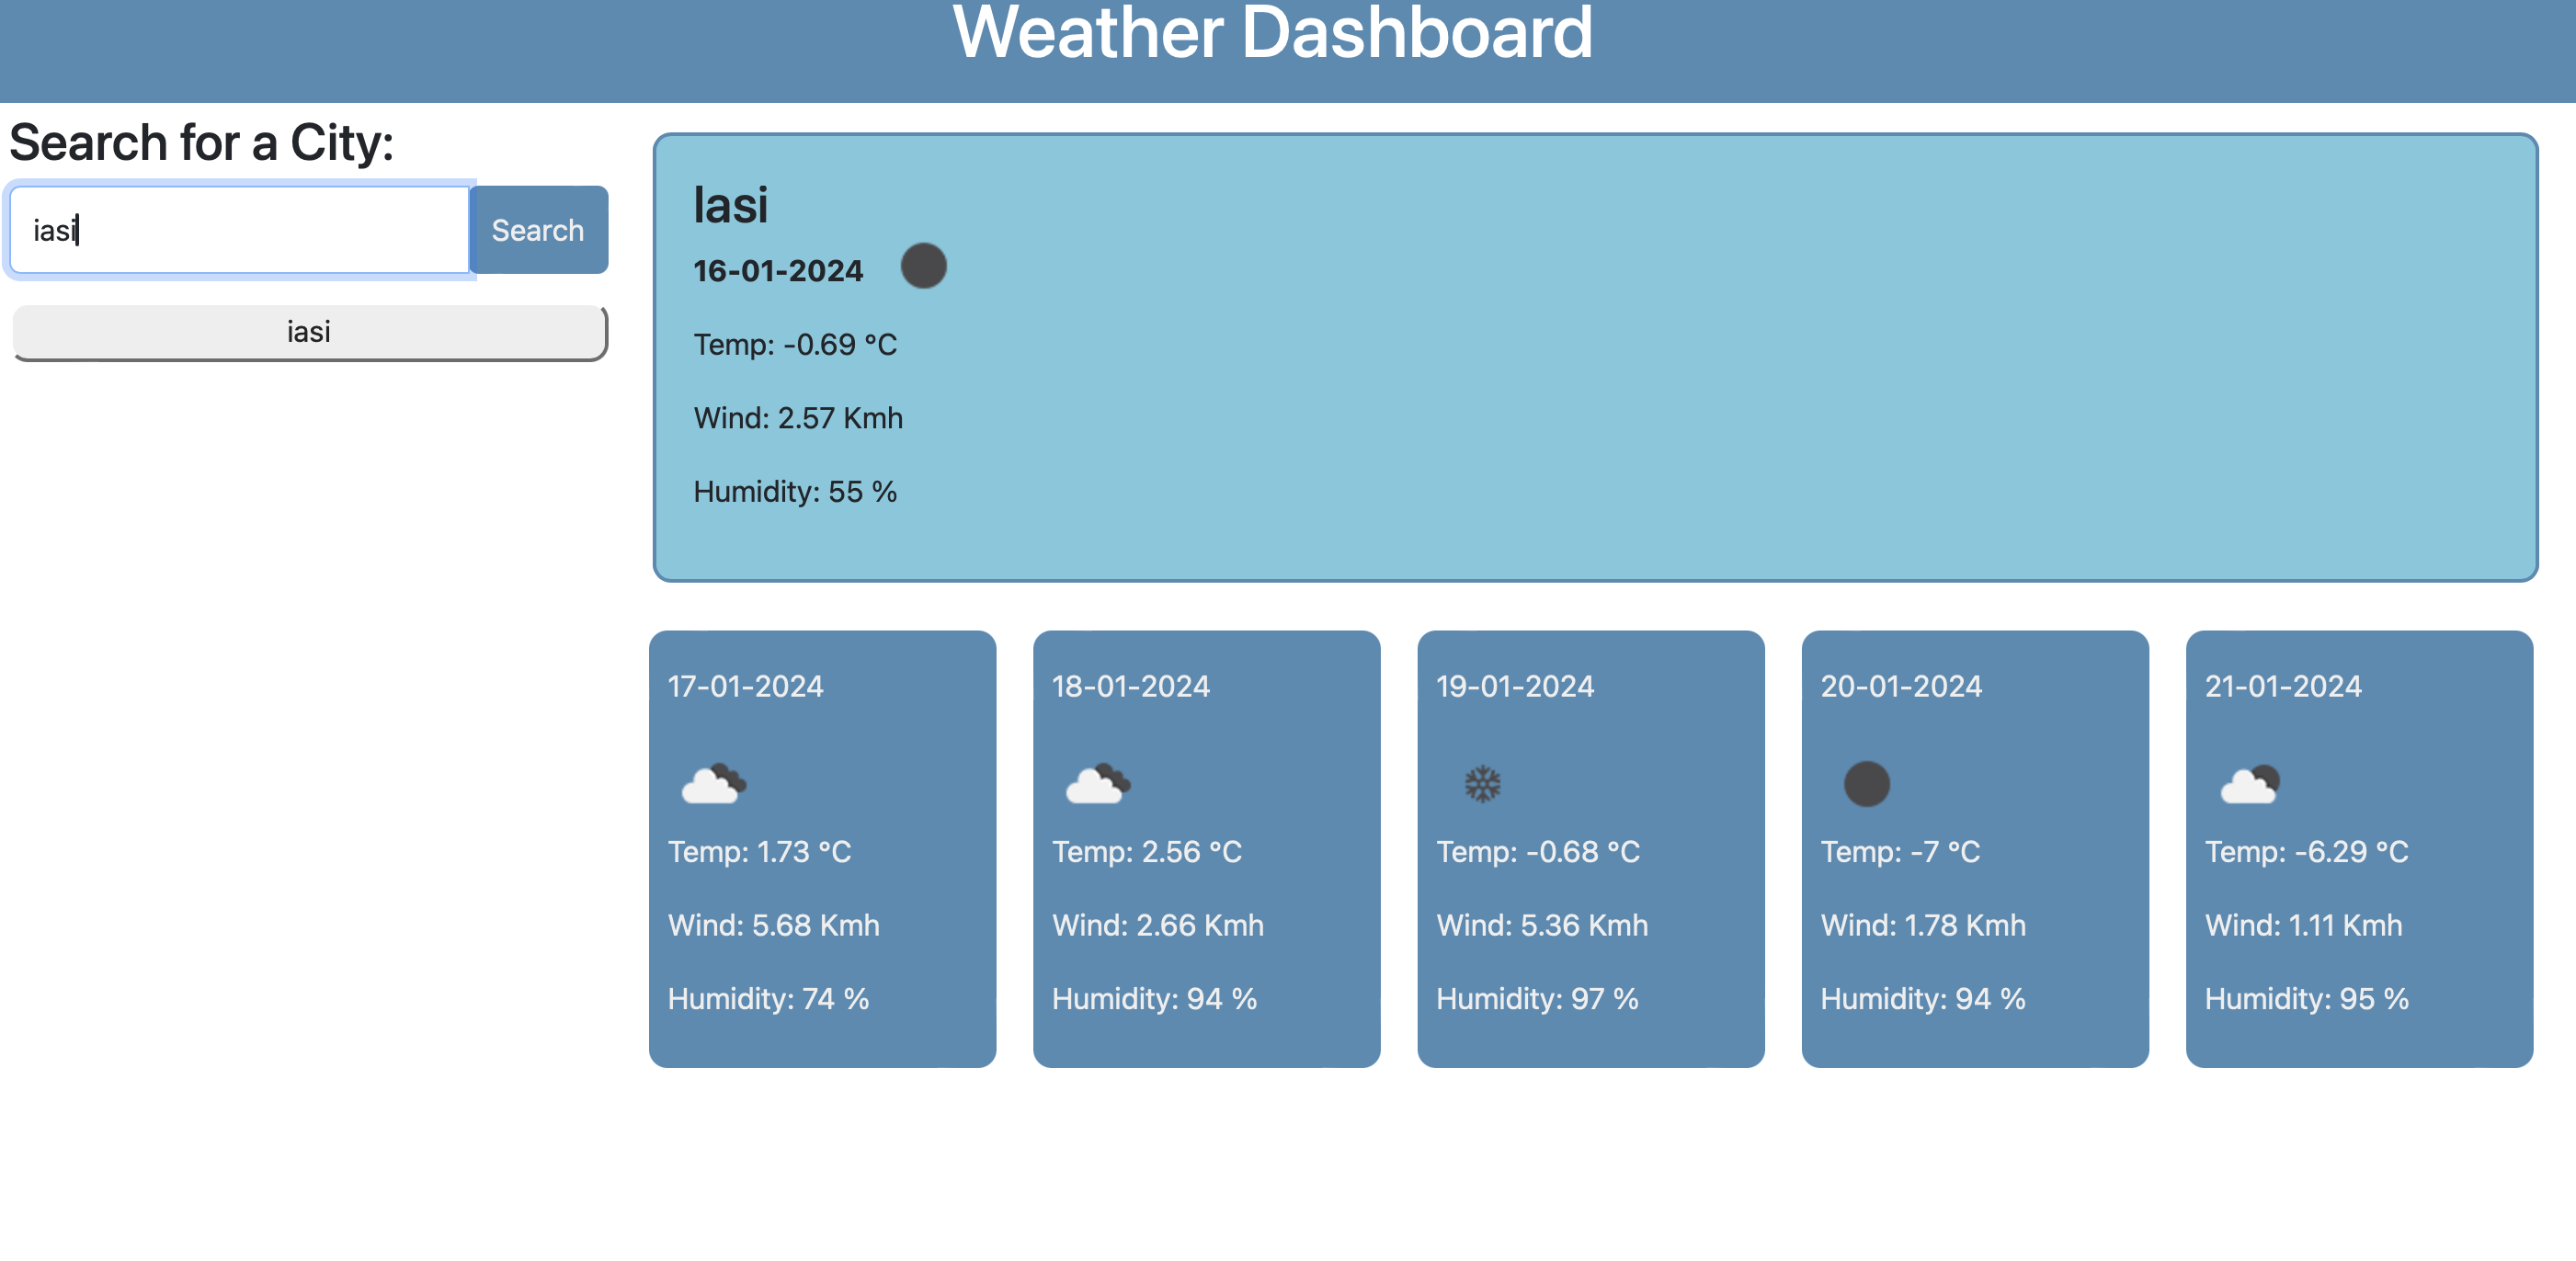 Weather Dashboard
Search for a City:
iasi
Search
iasi
Iasi
16-01-2024
Temp: -0.69 °C
Wind: 2.57 Kmh
Humidity: 55 %
17-01-2024
Temp: 1.73 °C
Wind: 5.68 Kmh
Humidity: 74 %
18-01-2024
Temp: 2.56 °C
Wind: 2.66 Kmh
Humidity: 94 %
19-01-2024
Temp: -0.68 °C
Wind: 5.36 Kmh
Humidity: 97 %
20-01-2024
Temp: -7 °C
Wind: 1.78 Kmh
Humidity: 94 %
21-01-2024
Temp: -6.29 °C
Wind: 1.11 Kmh
Humidity: 95 %